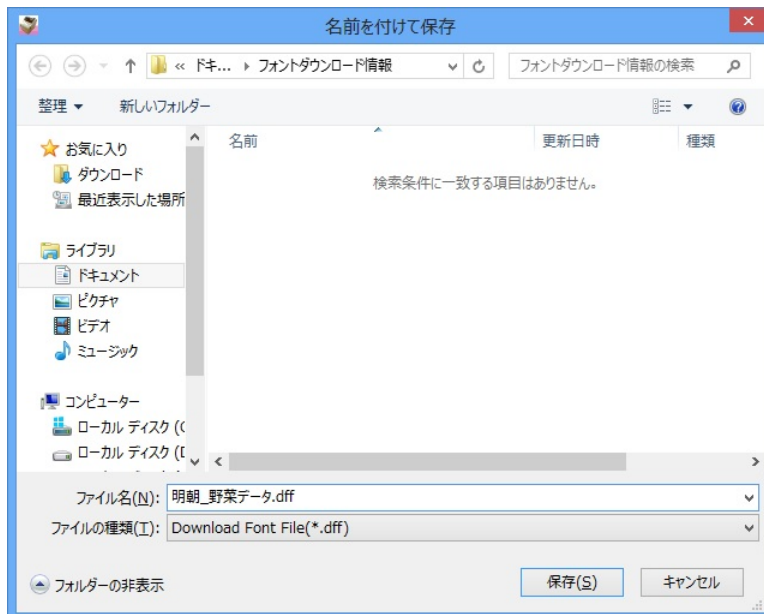 名前を付けて保存
« ドキ... フォントダウンロード情報
フォントダウンロード情報の検索
整理 新しいフォルダー
名前 更新日時 種類
検索条件に一致する項目はありません。
お気に入り
ダウンロード
最近表示した場所
ライブラリ
ドキュメント
ピクチャ
ビデオ
ミュージック
コンピューター
ローカル ディスク (C
ローカル ディスク (D
ファイル名(N): 明朝_野菜データ.dff
ファイルの種類(T): Download Font File(*.dff)
フォルダーの非表示 保存(S) キャンセル